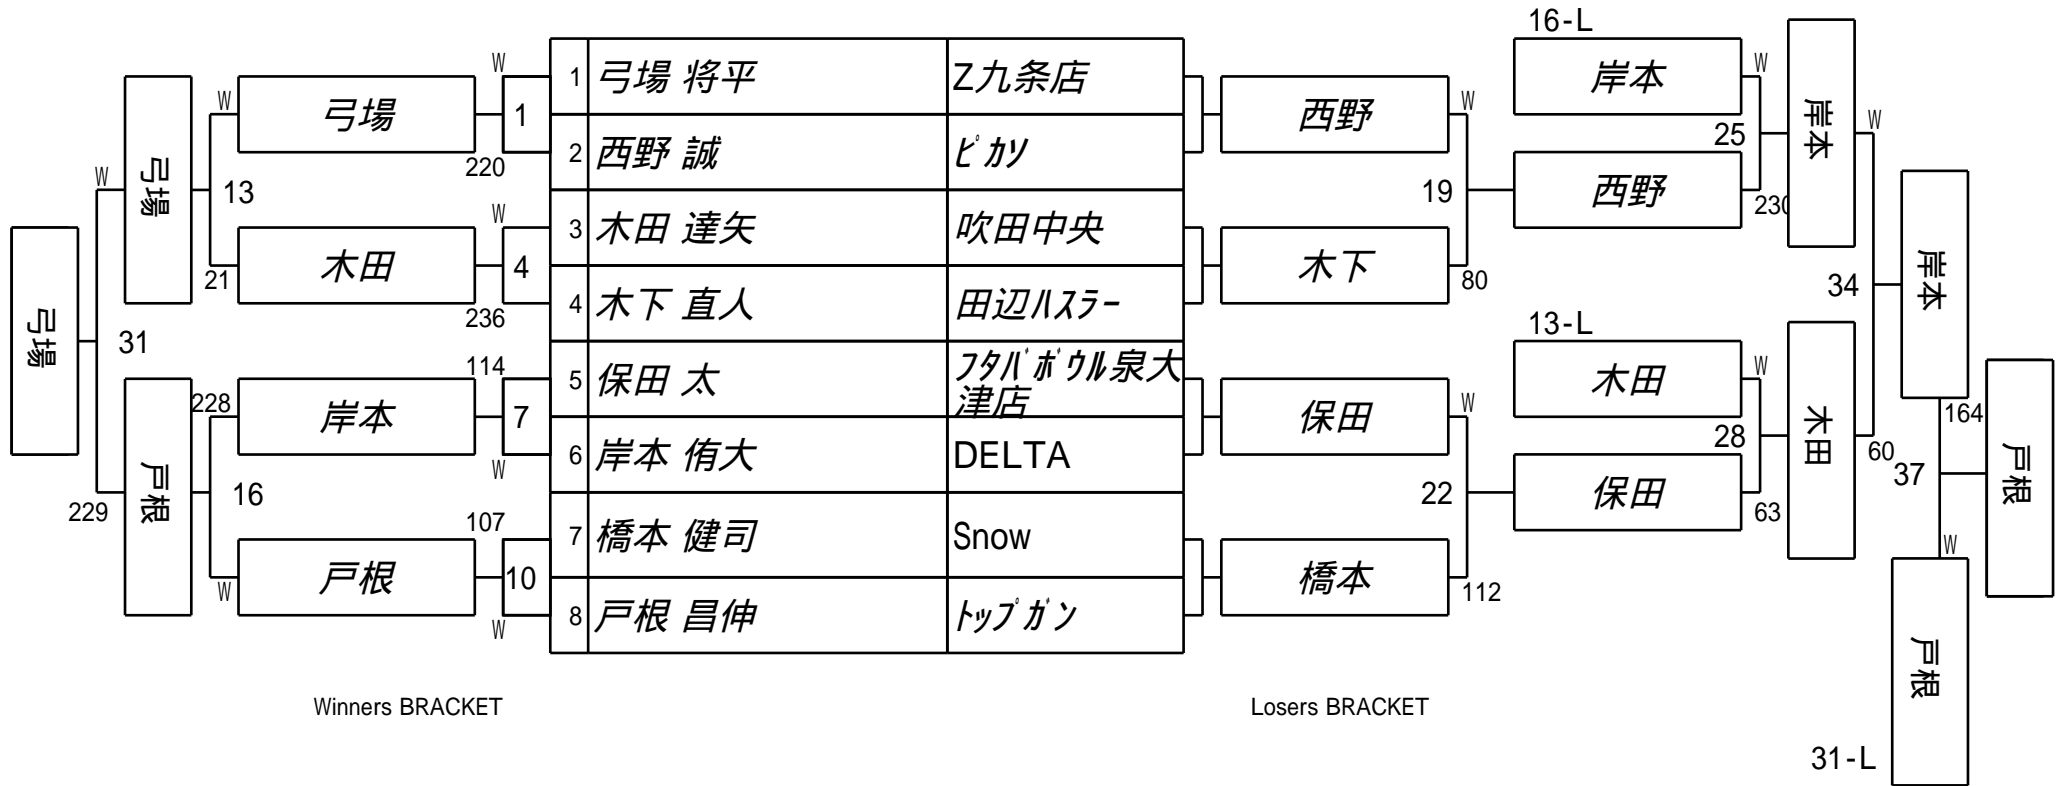 16-L
W
1 弓場 将平 Z九条店
岸本
W
弓場
W
1
西野
W
25
岸本
W
2 西野 誠 ﾋﾟｶｿ
220
弓場
W
13
19
西野
230
3 木田 達矢 吹田中央
W
木田
21
4
木下
80
34
岸本
4 木下 直人 田辺ﾊｽﾗｰ
236
弓場
31
13-L
5 保田 太 ﾌﾀﾊﾞﾎﾞｳﾙ泉大
津店
114
木田
W
228
岸本
7
保田
W
28
木田
60
164
6 岸本 侑大 DELTA
W
戸根
229
16
22
保田
63
37
戸根
7 橋本 健司 Snow
107
戸根
W
10
橋本
112
W
8 戸根 昌伸 ﾄｯﾌﾟｶﾞﾝ
W
戸根
Winners BRACKET
Losers BRACKET
31-L